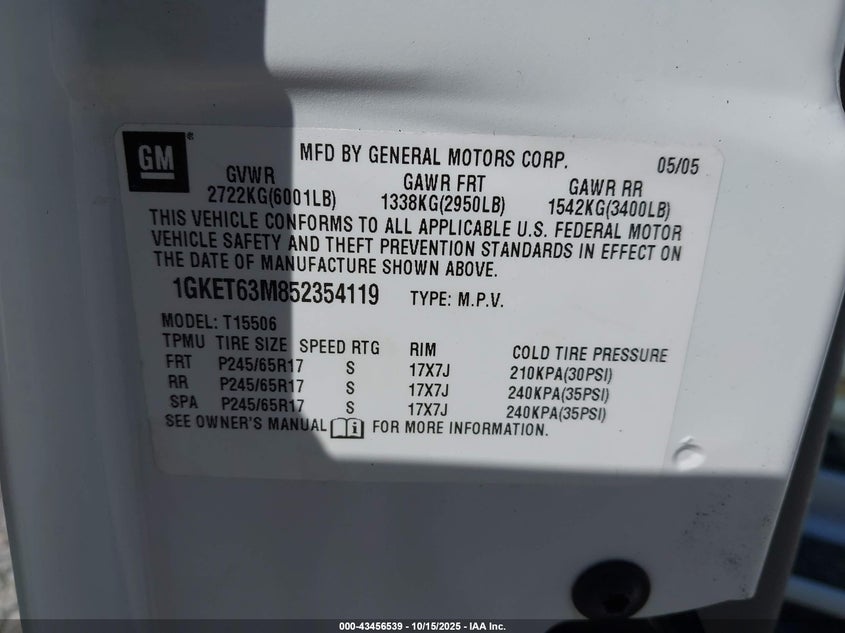 GM
MFD BY GENERAL MOTORS CORP. 05/05
GVWR GAWR FRT GAWR RR
2722KG(6001LB) 1338KG(2950LB) 1542KG(3400LB)
THIS VEHICLE CONFORMS TO ALL APPLICABLE U.S. FEDERAL MOTOR
VEHICLE SAFETY AND THEFT PREVENTION STANDARDS IN EFFECT ON
THE DATE OF MANUFACTURE SHOWN ABOVE.
1GKET63M852354119 TYPE: M.P.V.
MODEL: T15506
TPMU TIRE SIZE SPEED RTG RIM COLD TIRE PRESSURE
FRT P245/65R17 S 17X7J 210KPA(30PSI)
RR P245/65R17 S 17X7J 240KPA(35PSI)
SPA P245/65R17 S 17X7J 240KPA(35PSI)
SEE OWNER'S MANUAL i FOR MORE INFORMATION.
000-43456539 - 10/15/2025 - IAA Inc.